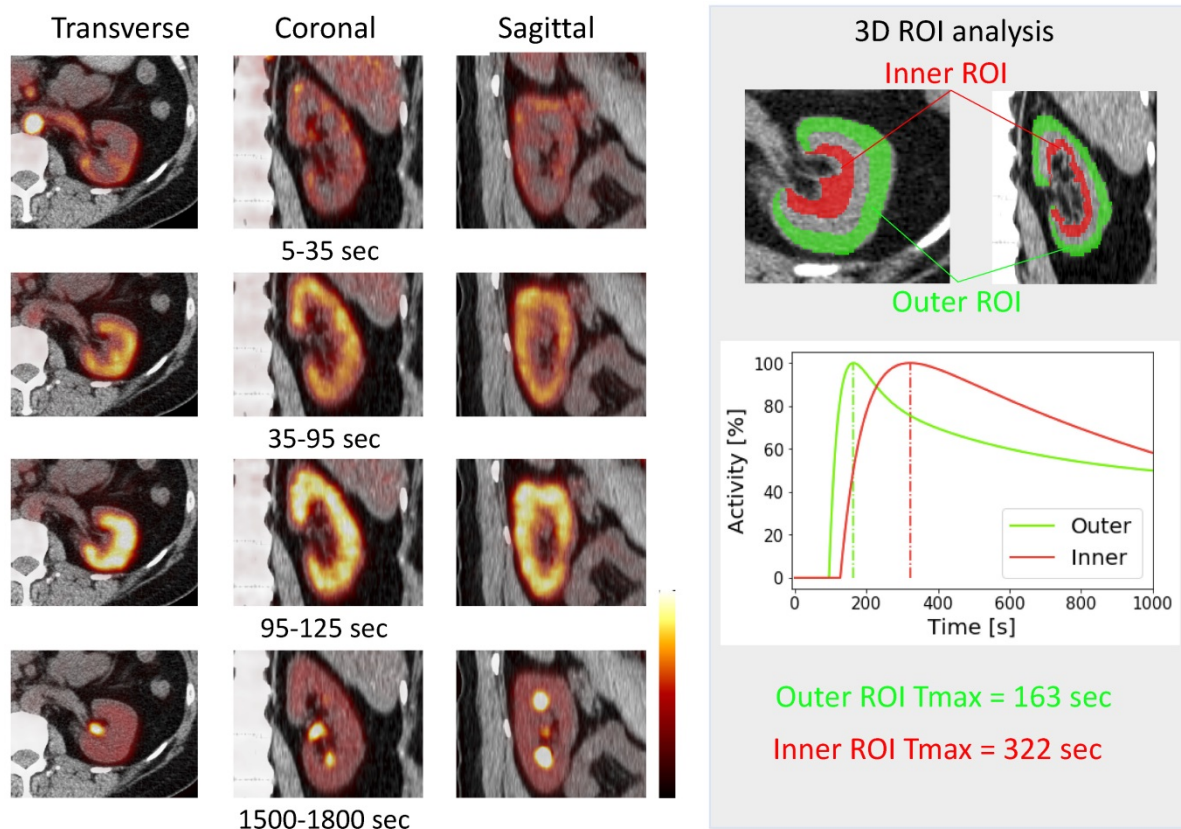 Transverse
Coronal
Sagittal
5-35 sec
35-95 sec
95-125 sec
1500-1800 sec
3D ROI analysis
Inner ROI
Outer ROI
Activity [%]
100
80
60
40
20
0
0 200 400 600 800 1000
Time [s]
Outer
Inner
Outer ROI Tmax = 163 sec
Inner ROI Tmax = 322 sec